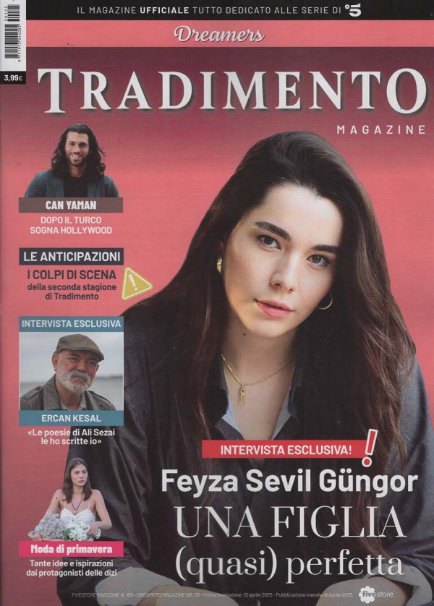 IL MAGAZINE UFFICIALE TUTTO DEDICATO ALLE SERIE DI 5
Dreamers
3,99€
TRADIMENTO
MAGAZINE
CAN YAMAN
DOPO IL TURCO
SOGNA HOLLYWOOD
LE ANTICIPAZIONI
I COLPI DI SCENA
della seconda stagione
di Tradimento
!
INTERVISTA ESCLUSIVA
ERCAN KESAL
«Le poesie di Ali Sezai
le ho scritte io»
INTERVISTA ESCLUSIVA!
!
Feyza Sevil Güngor
UNA FIGLIA
(quasi) perfetta
Moda di primavera
Tante idee e ispirazioni
dai protagonisti delle dizi
five store